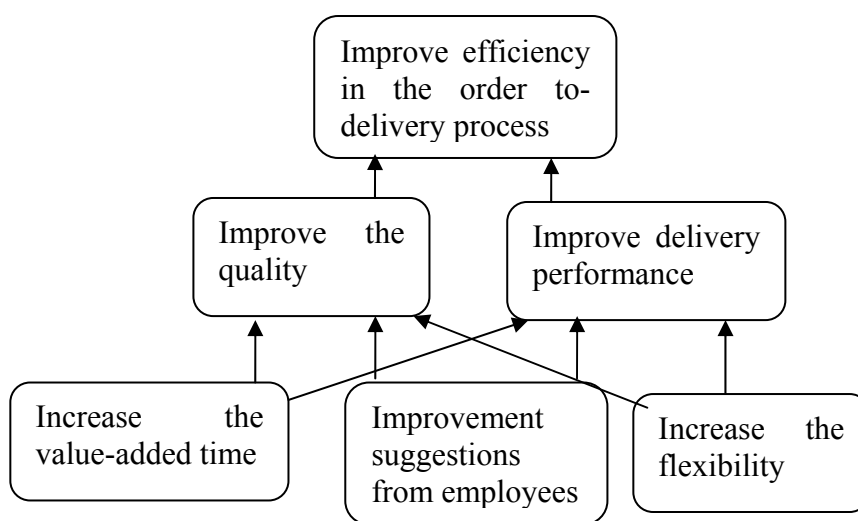 Improve efficiency
in the order to-
delivery process
Improve the
quality
Improve delivery
performance
Increase the
value-added time
Improvement
suggestions
from employees
Increase the
flexibility